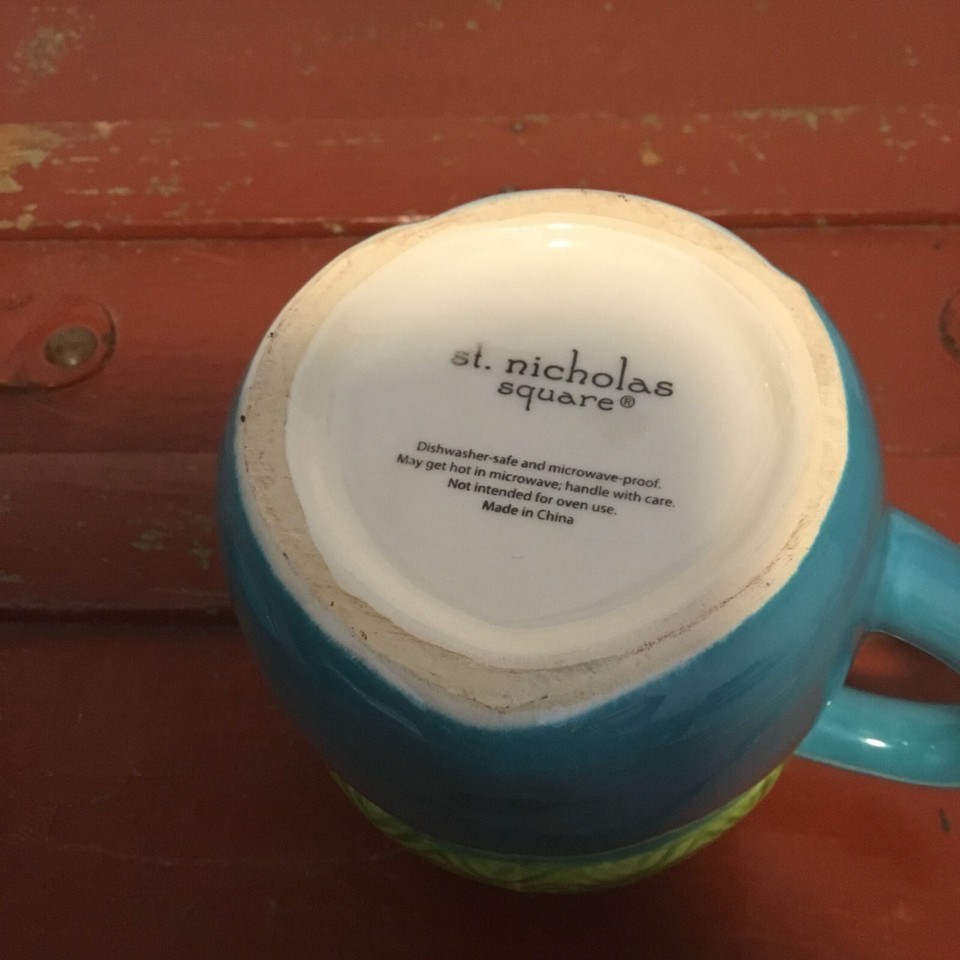 st. nicholas
square®
Dishwasher-safe and microwave-proof.
May get hot in microwave; handle with care.
Not intended for oven use.
Made in China